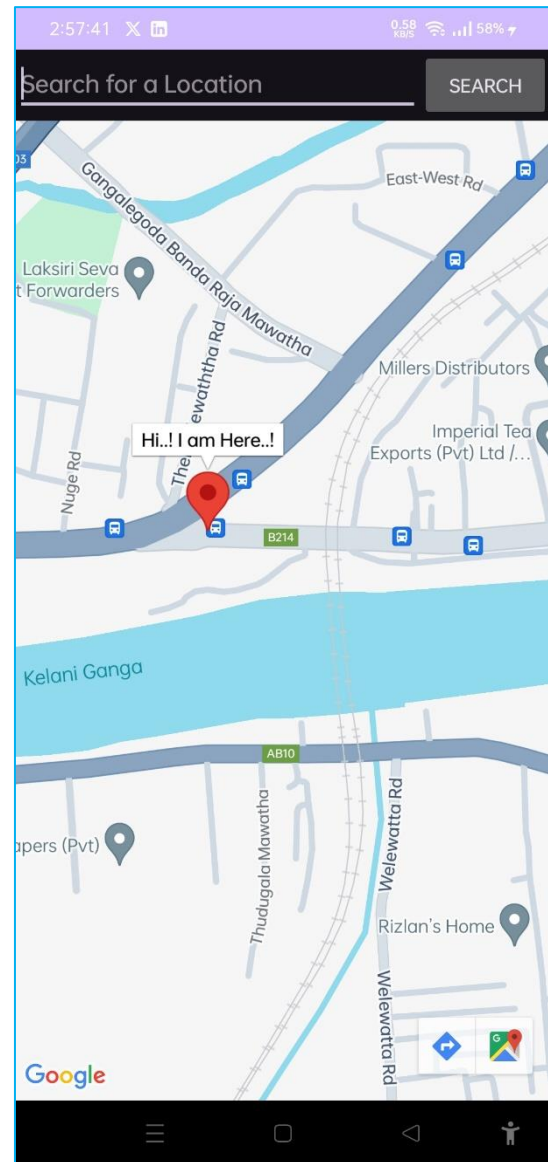 2:57:41
0.58
KB/S
58%
Search for a Location
SEARCH
03
Gangalegoda Banda Raja Mawatha
East-West Rd
Laksiri Seva
t Forwarders
Millers Distributors
Imperial Tea
Exports (Pvt) Ltd /...
Hi..! I am Here..!
Nuge Rd
B214
Kelani Ganga
AB10
apers (Pvt)
Thudugala Mawatha
Welewatta Rd
Rizlan's Home
Welewatta Rd
Google